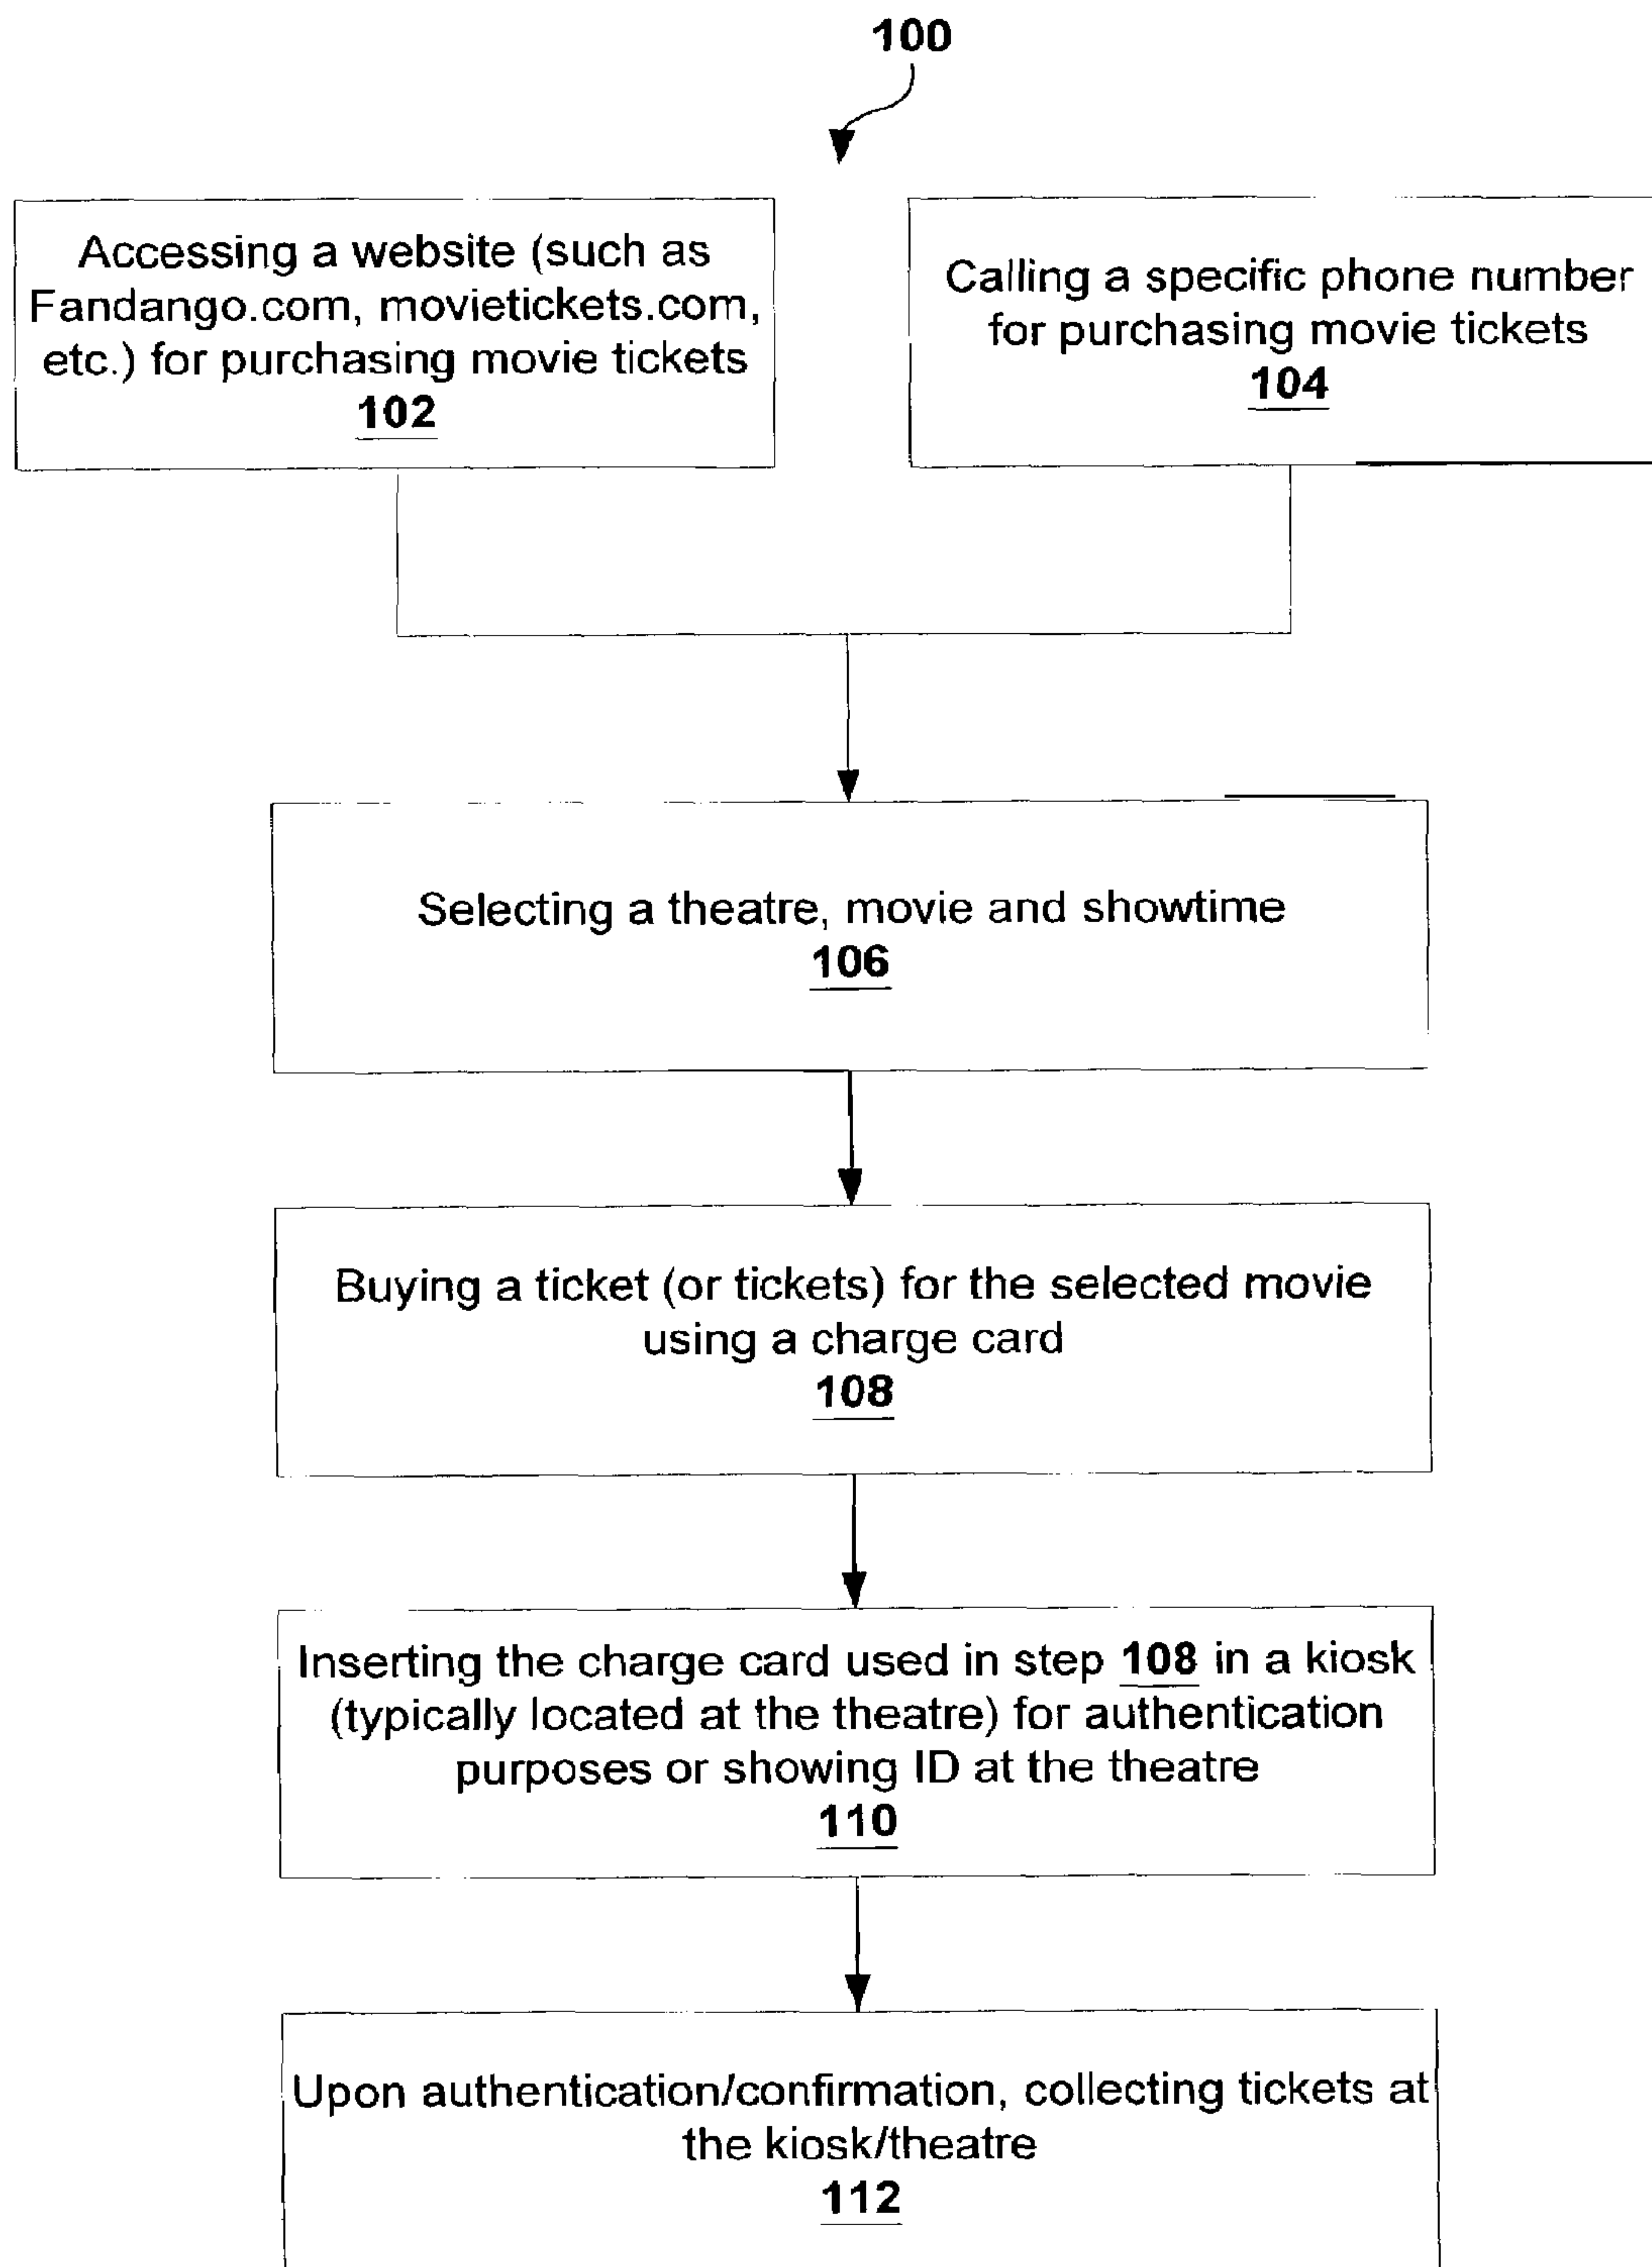 100
Accessing a website (such as
Fandango.com, movietickets.com,
etc.) for purchasing movie tickets
102
Calling a specific phone number
for purchasing movie tickets
104
Selecting a theatre, movie and showtime
106
Buying a ticket (or tickets) for the selected movie
using a charge card
108
Inserting the charge card used in step 108 in a kiosk
(typically located at the theatre) for authentication
purposes or showing ID at the theatre
110
Upon authentication/confirmation, collecting tickets at
the kiosk/theatre
112